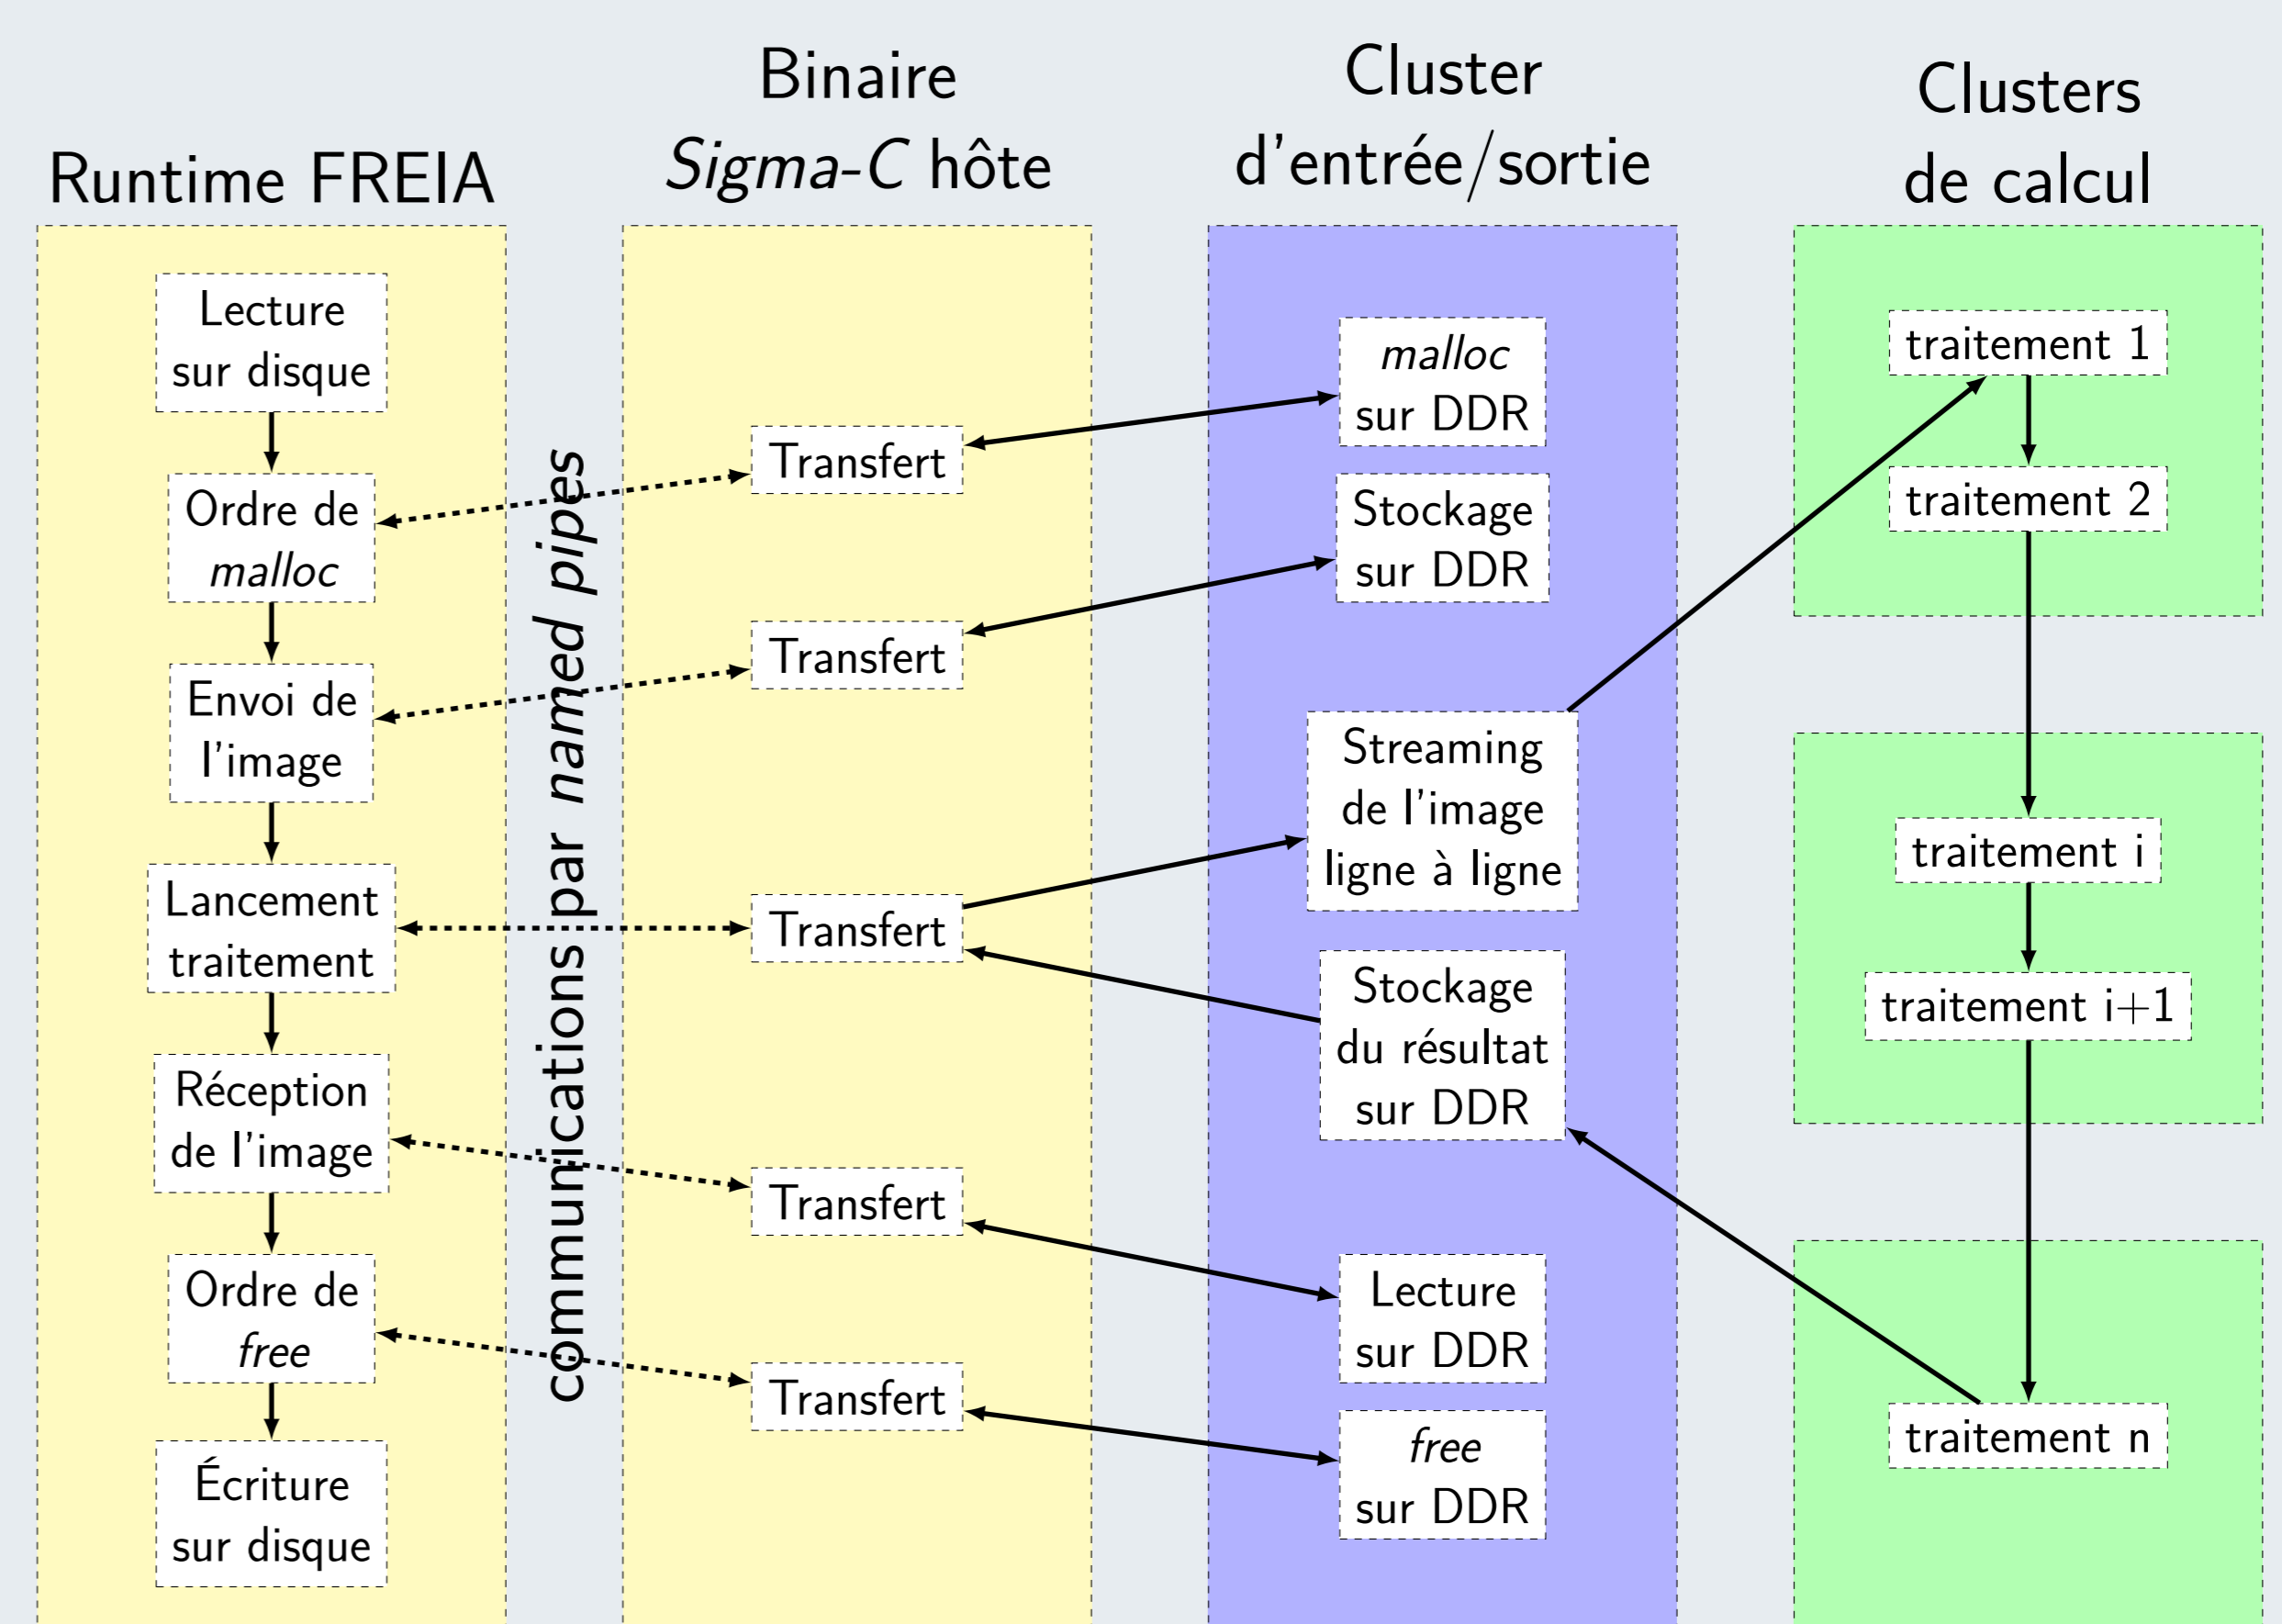 Runtime FREIA
Binaire
Sigma-C hôte
Cluster
d'entrée/sortie
Clusters
de calcul
Lecture
sur disque
Ordre de
malloc
Envoi de
l'image
Lancement
traitement
Réception
de l'image
Ordre de
free
Écriture
sur disque
communications par named pipes
Transfert
Transfert
Transfert
Transfert
Transfert
malloc
sur DDR
Stockage
sur DDR
Streaming
de l'image
ligne à ligne
Stockage
du résultat
sur DDR
Lecture
sur DDR
free
sur DDR
traitement 1
traitement 2
traitement i
traitement i+1
traitement n